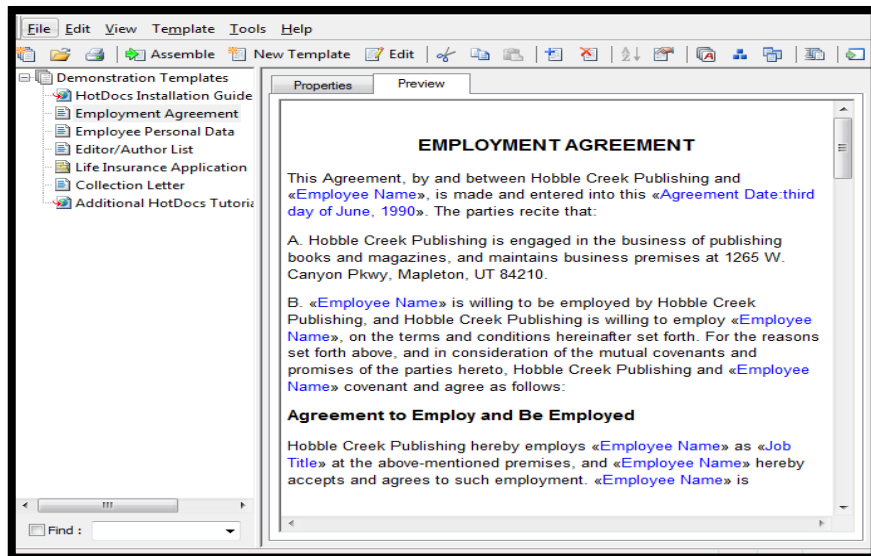 File Edit View Template Tools Help
Assemble New Template Edit
Demonstration Templates
HotDocs Installation Guide
Employment Agreement
Employee Personal Data
Editor/Author List
Life Insurance Application
Collection Letter
Additional HotDocs Tutoria
Find :
Properties Preview
EMPLOYMENT AGREEMENT
This Agreement, by and between Hobble Creek Publishing and
«Employee Name», is made and entered into this «Agreement Date:third
day of June, 1990». The parties recite that:
A. Hobble Creek Publishing is engaged in the business of publishing
books and magazines, and maintains business premises at 1265 W.
Canyon Pkwy, Mapleton, UT 84210.
B. «Employee Name» is willing to be employed by Hobble Creek
Publishing, and Hobble Creek Publishing is willing to employ «Employee
Name», on the terms and conditions hereinafter set forth. For the reasons
set forth above, and in consideration of the mutual covenants and
promises of the parties hereto, Hobble Creek Publishing and «Employee
Name» covenant and agree as follows:
Agreement to Employ and Be Employed
Hobble Creek Publishing hereby employs «Employee Name» as «Job
Title» at the above-mentioned premises, and «Employee Name» hereby
accepts and agrees to such employment. «Employee Name» is